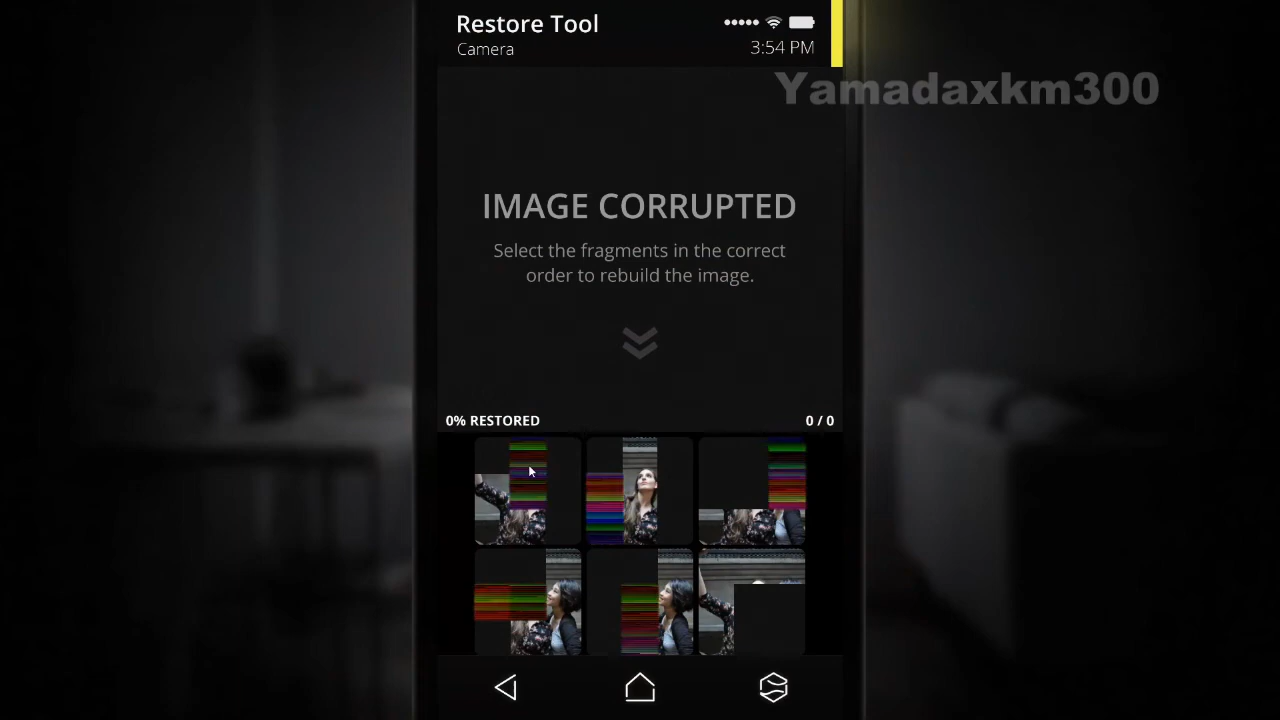 Restore Tool
Camera
3:54 PM
Yamadaxkm300
IMAGE CORRUPTED
Select the fragments in the correct
order to rebuild the image.
0% RESTORED
0 / 0